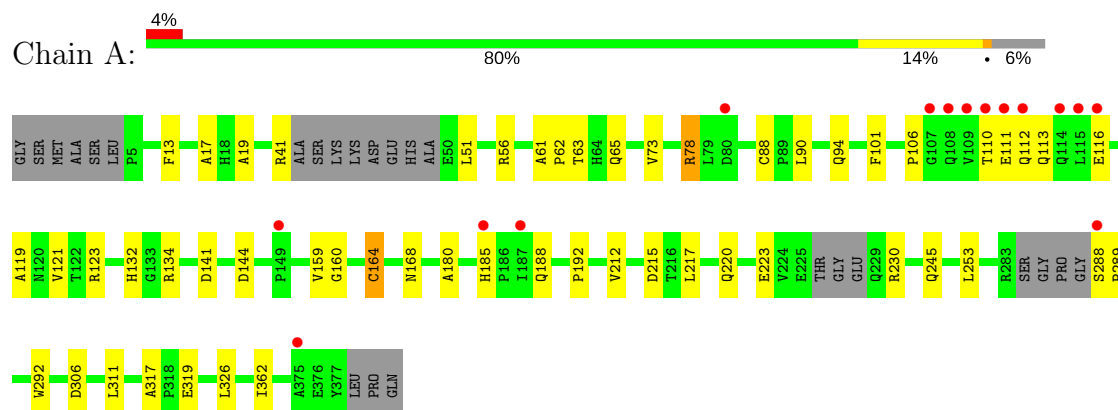 4%
Chain A:
80% 14% • 6%
GLY SER MET ALA SER LEU P5 F13 A17 H18 A19 R41 ALA SER LYS LYS ASP GLU HIS ALA E50 L51 R56 A61 P62 T63 H64 Q65 V73 R78 L79 D80 C88 P89 L90 Q94 F101 P106 G107 Q108 V109 T110 E111 Q112 Q113 Q114 L115 E116
A119 N120 V121 T122 R123 H132 G133 R134 D141 D144 P149 V159 G160 C164 N168 A180 H185 P186 I187 Q188 P192 V212 D215 T216 L217 Q220 E223 V224 E225 THR GLY GLU Q229 R230 Q245 L253 R283 SER GLY PRO GLY S288
W292 D306 L311 A317 P318 E319 L326 I362 A375 E376 Y377 LEU PRO GLN